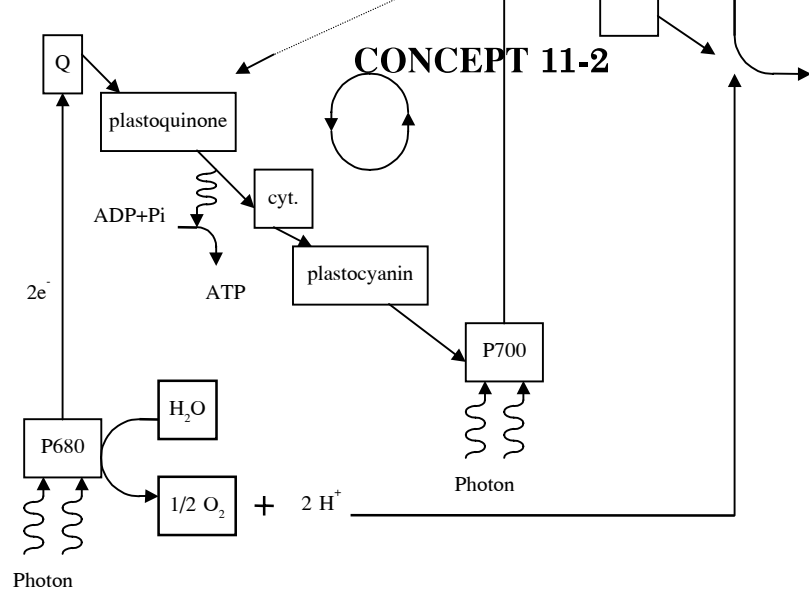 CONCEPT 11-2
Q
plastoquinone
cyt.
ADP+Pi
plastocyanin
ATP
2e⁻
P700
H₂O
P680
Photon
1/2 O₂ + 2 H⁺
Photon